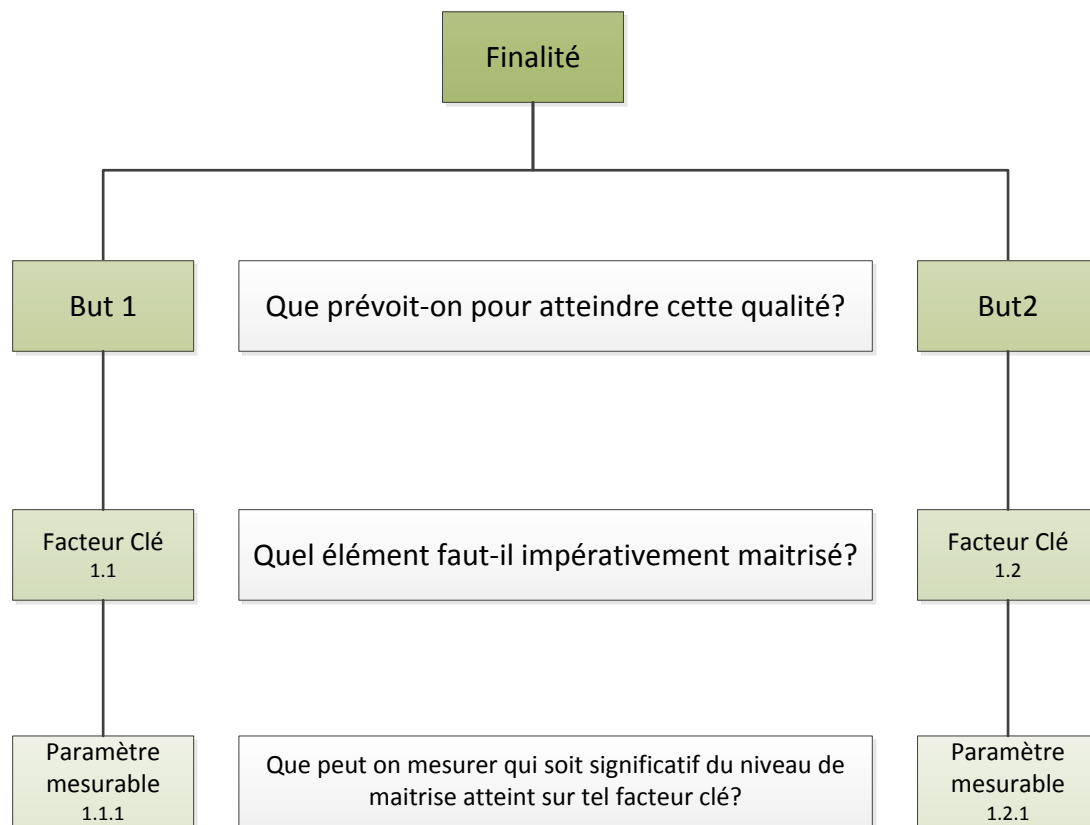 Finalité
But 1
Que prévoit-on pour atteindre cette qualité?
But2
Facteur Clé
1.1
Quel élément faut-il impérativement maitrisé?
Facteur Clé
1.2
Paramètre
mesurable
1.1.1
Que peut on mesurer qui soit significatif du niveau de
maitrise atteint sur tel facteur clé?
Paramètre
mesurable
1.2.1